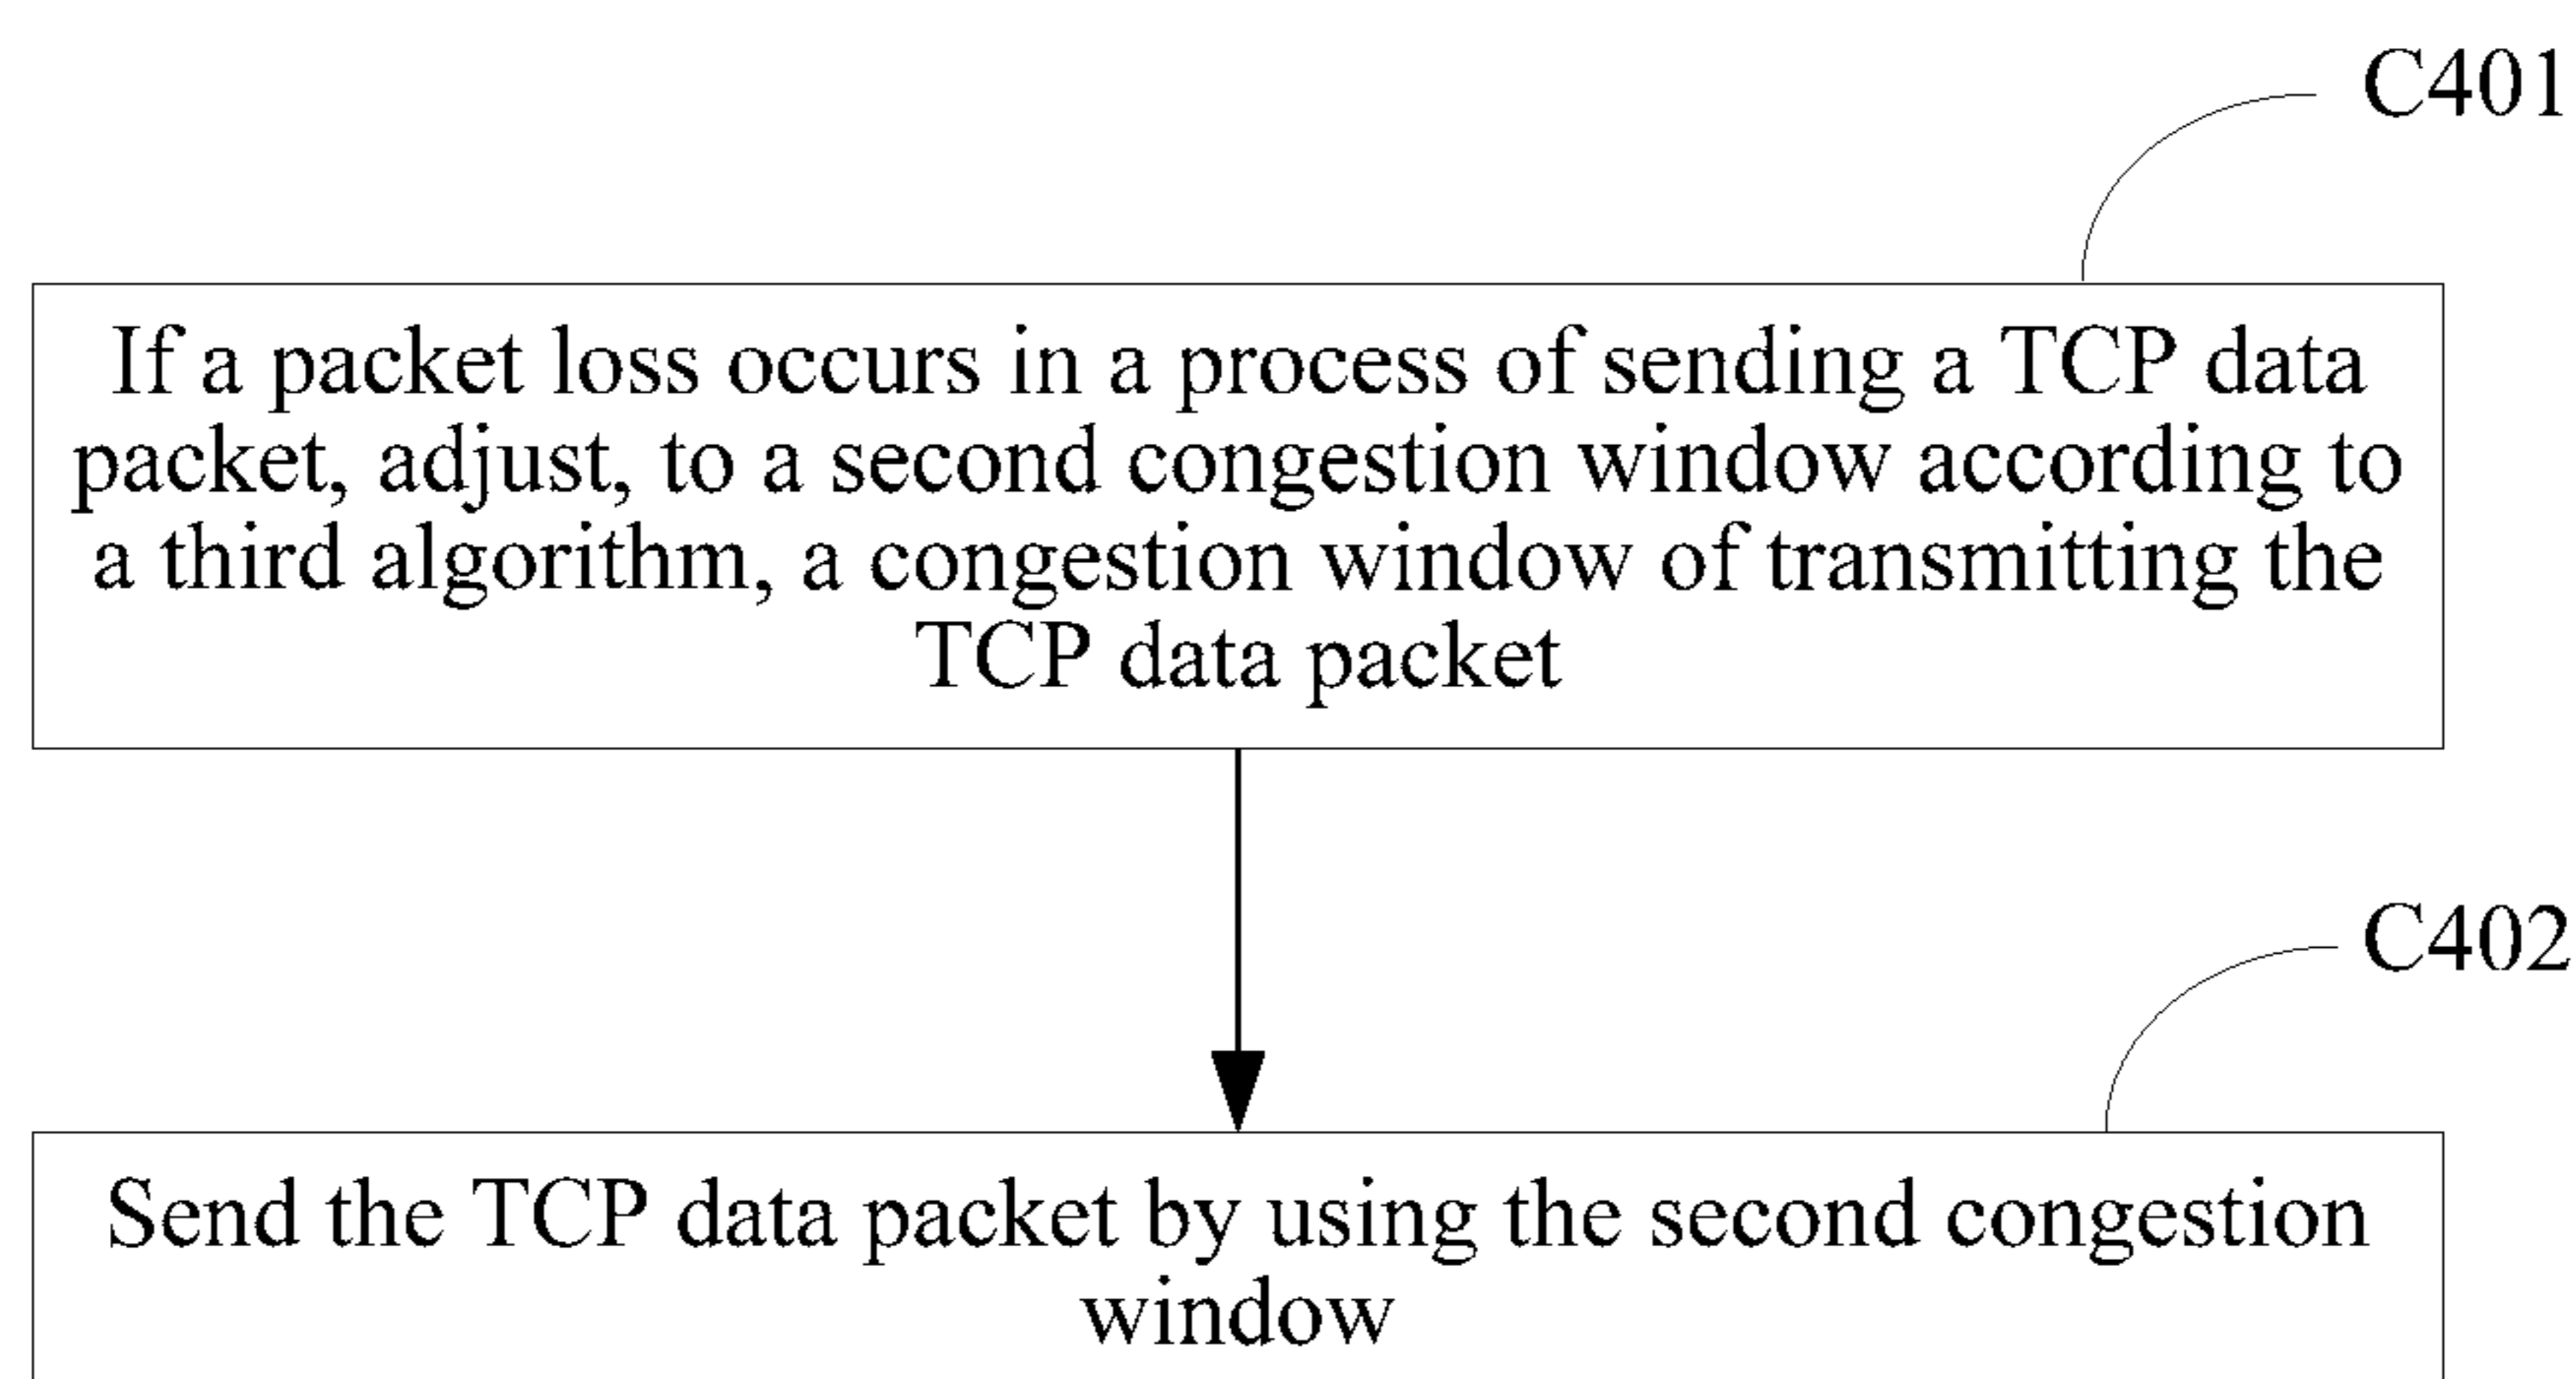 C401
If a packet loss occurs in a process of sending a TCP data
packet, adjust, to a second congestion window according to
a third algorithm, a congestion window of transmitting the
TCP data packet
C402
Send the TCP data packet by using the second congestion
window